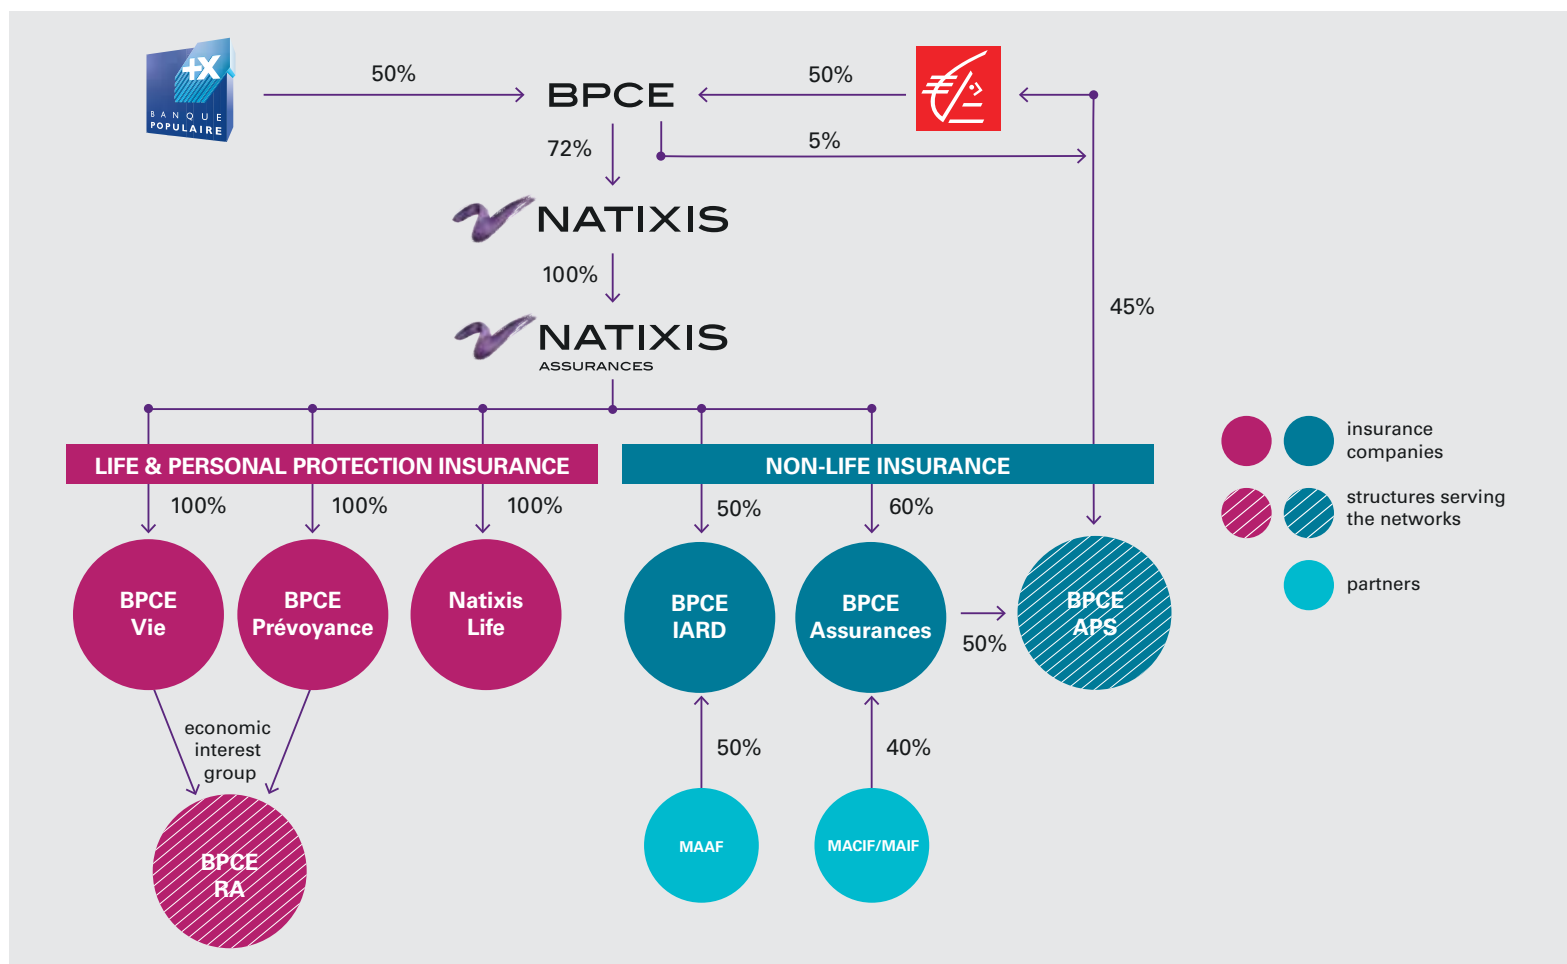 +X
BANQUE
POPULAIRE
50%
BPCE
50%
72%
5%
NATIXIS
100%
45%
NATIXIS
ASSURANCES
LIFE & PERSONAL PROTECTION INSURANCE
NON-LIFE INSURANCE
100%
100%
100%
50%
60%
BPCE
Vie
BPCE
Prévoyance
Natixis
Life
BPCE
IARD
BPCE
Assurances
50%
BPCE
APS
economic
interest
group
50%
40%
BPCE
RA
MAAF
MACIF/MAIF
insurance
companies
structures serving
the networks
partners